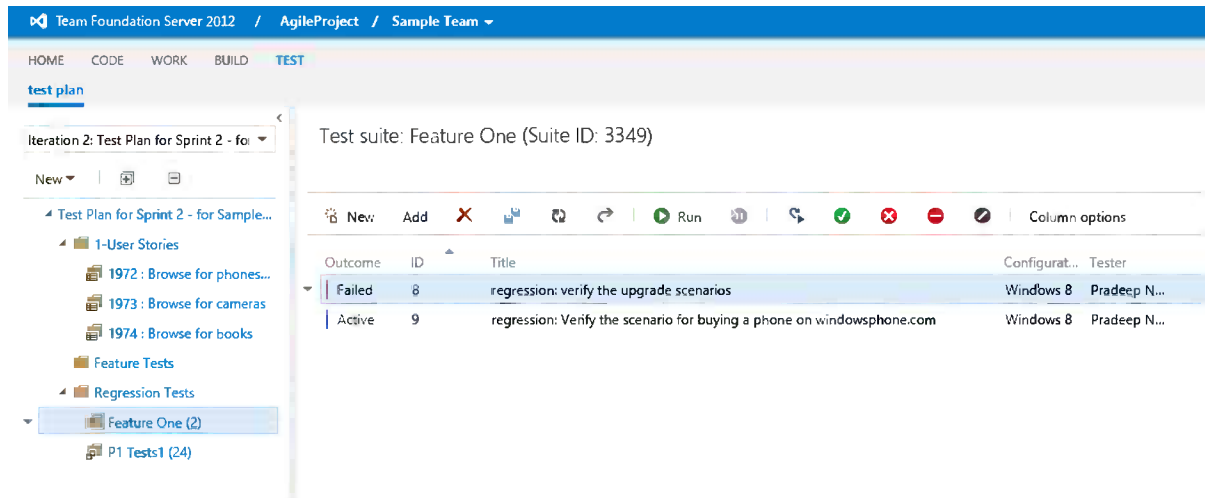 Team Foundation Server 2012 / AgileProject / Sample Team
HOME CODE WORK BUILD TEST
test plan
Iteration 2: Test Plan for Sprint 2 - for
Test suite: Feature One (Suite ID: 3349)
New
Test Plan for Sprint 2 - for Sample...
New Add Run Column options
1-User Stories
Outcome ID Title Configurat... Tester
1972 : Browse for phones...
Failed 8 regression: verify the upgrade scenarios Windows 8 Pradeep N...
1973 : Browse for cameras
Active 9 regression: Verify the scenario for buying a phone on windowsphone.com Windows 8 Pradeep N...
1974 : Browse for books
Feature Tests
Regression Tests
Feature One (2)
P1 Tests1 (24)